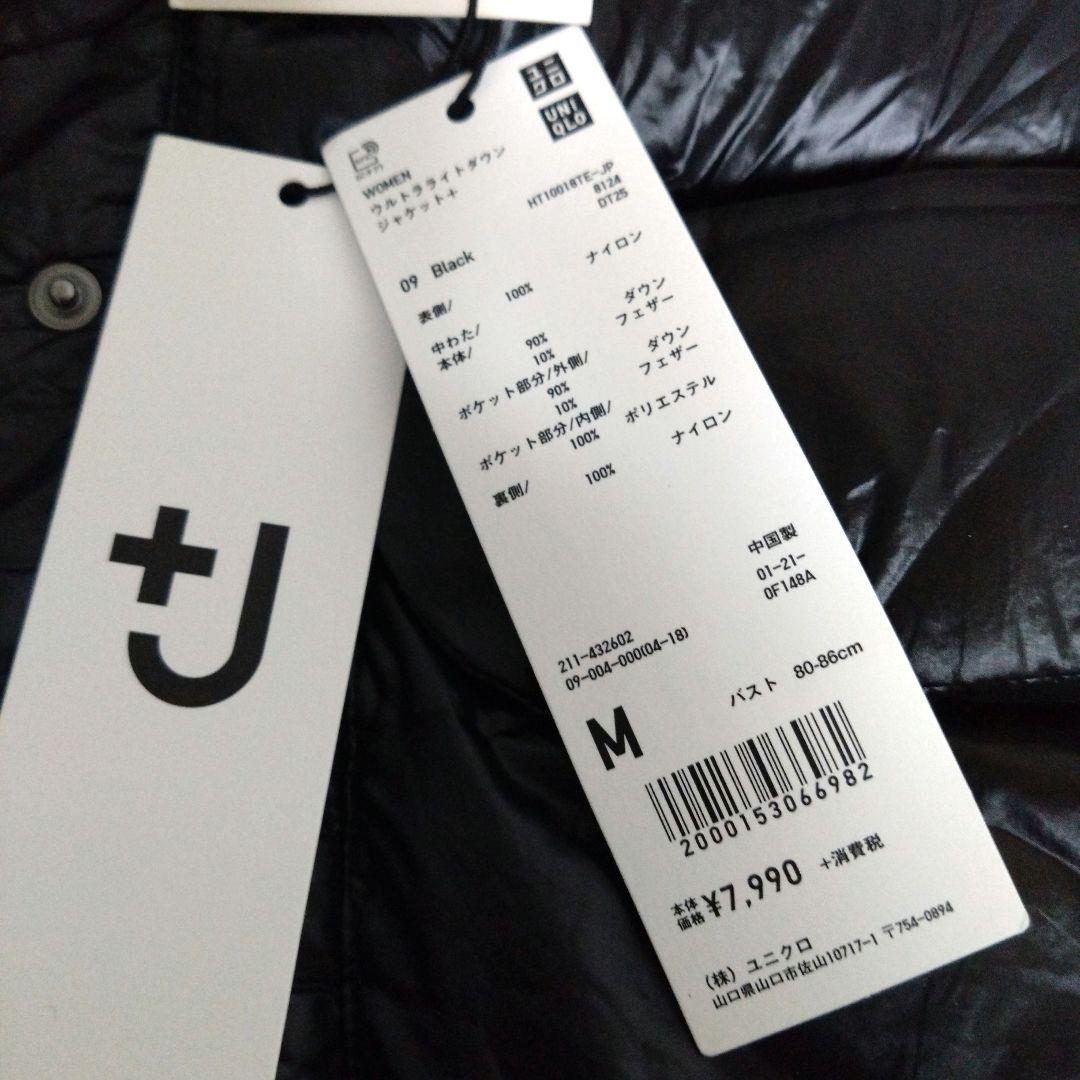 +J
ユニ
クロ
UNI
QLO
WOMEN
ウルトラライトダウン
ジャケット+
HT10018TE-JP
8124
DT25
09 Black
表側/ 100% ナイロン
中わた/
本体/ 90% ダウン
10% フェザー
ポケット部分/外側/
90% ダウン
10% フェザー
ポケット部分/内側/
100% ポリエステル
裏側/ 100% ナイロン
中国製
01-21-
0F148A
211-432602
09-004-000(04-18)
M バスト 80-86cm
2000153066982
本体
価格 ¥7,990 +消費税
(株) ユニクロ
山口県山口市佐山10717-1 〒754-0894